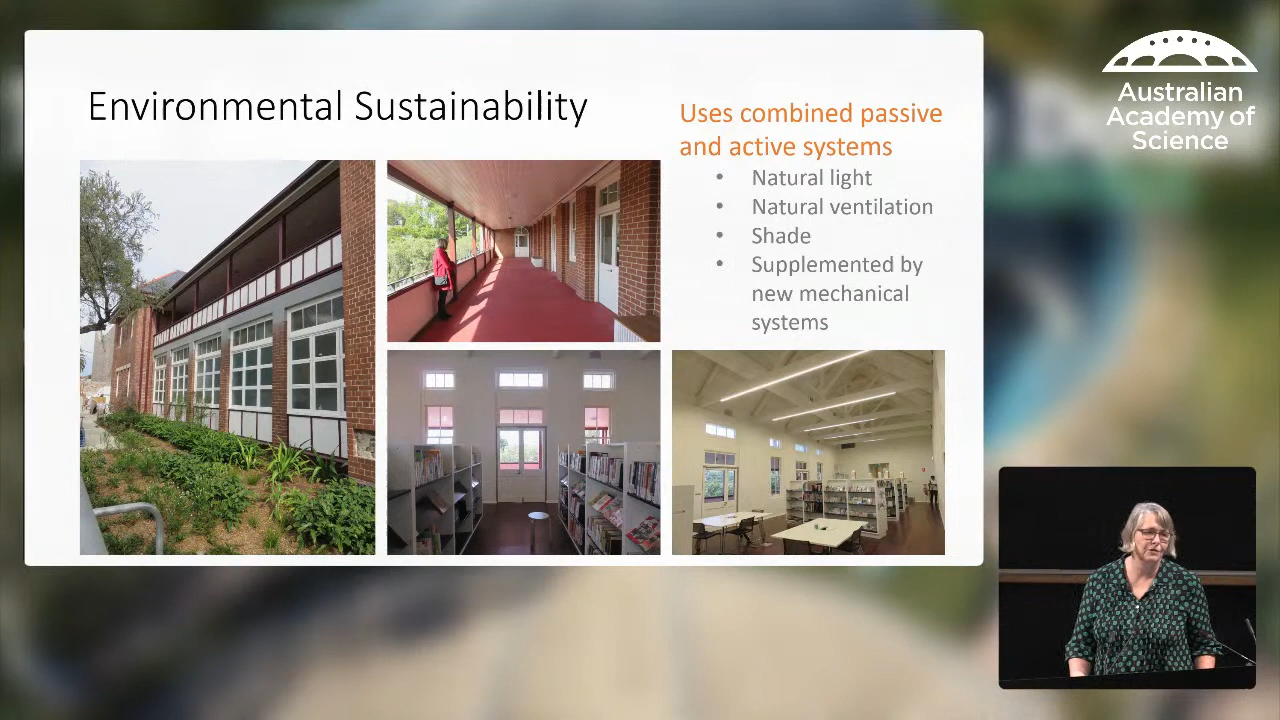 Environmental Sustainability
Uses combined passive
and active systems
• Natural light
• Natural ventilation
• Shade
• Supplemented by
new mechanical
systems
Australian
Academy of
Science